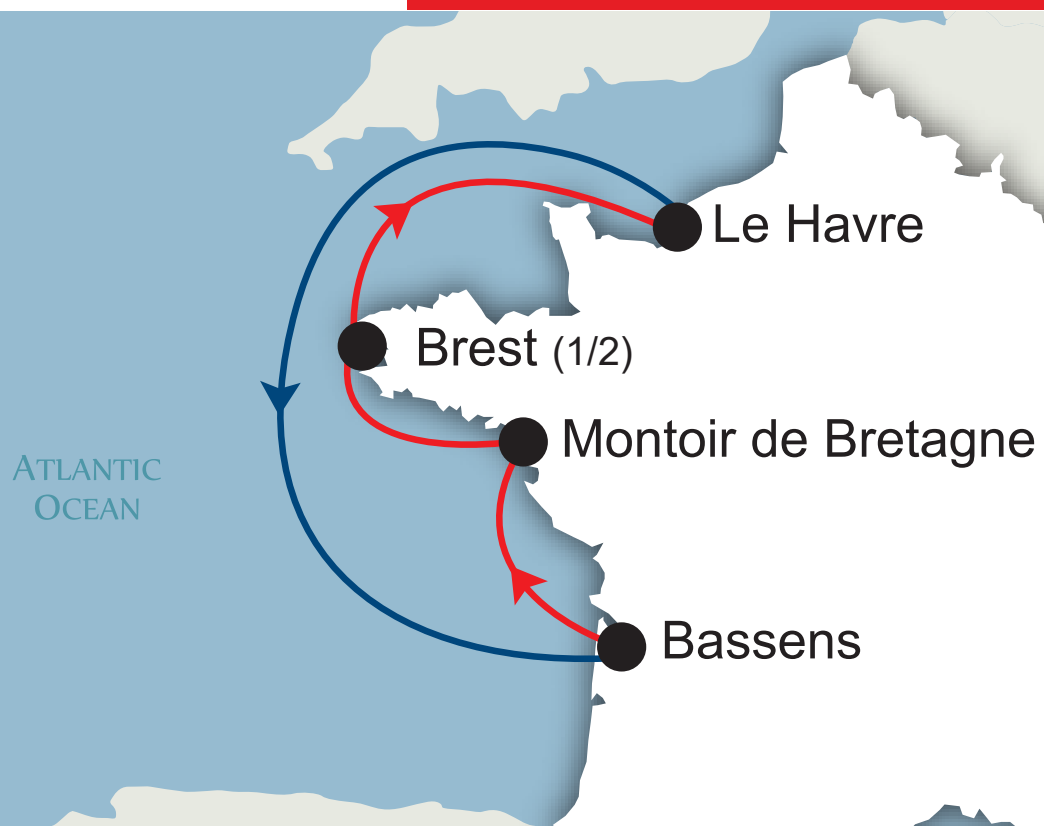 Le Havre
Brest (1/2)
Montoir de Bretagne
ATLANTIC
OCEAN
Bassens